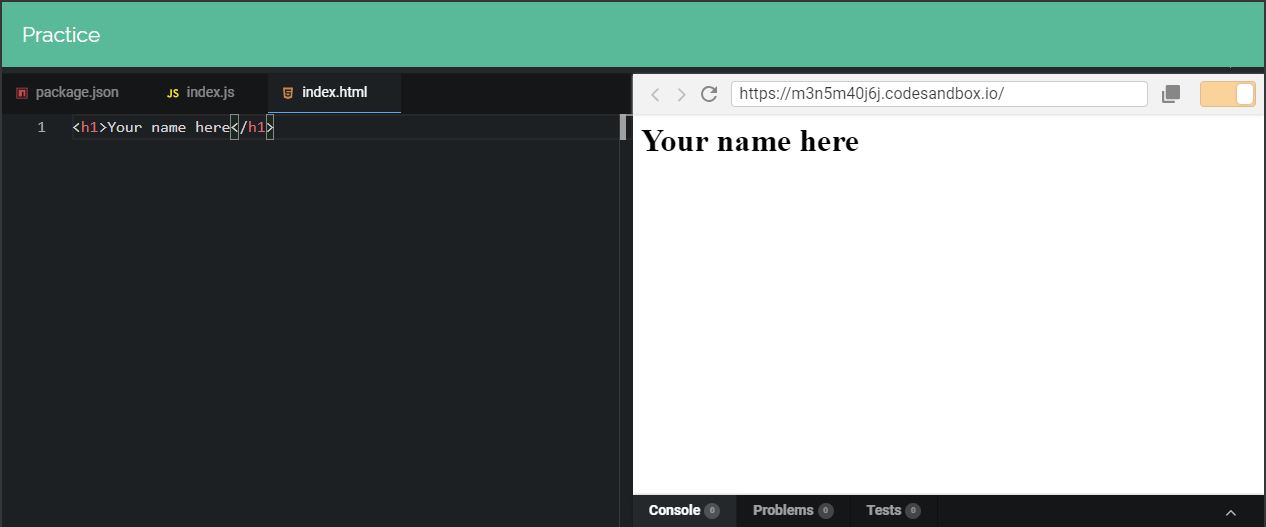 Practice
package.json
JS index.js
index.html
https://m3n5m40j6j.codesandbox.io/
1 <h1>Your name here</h1>
Your name here
Console 0 Problems 0 Tests 0